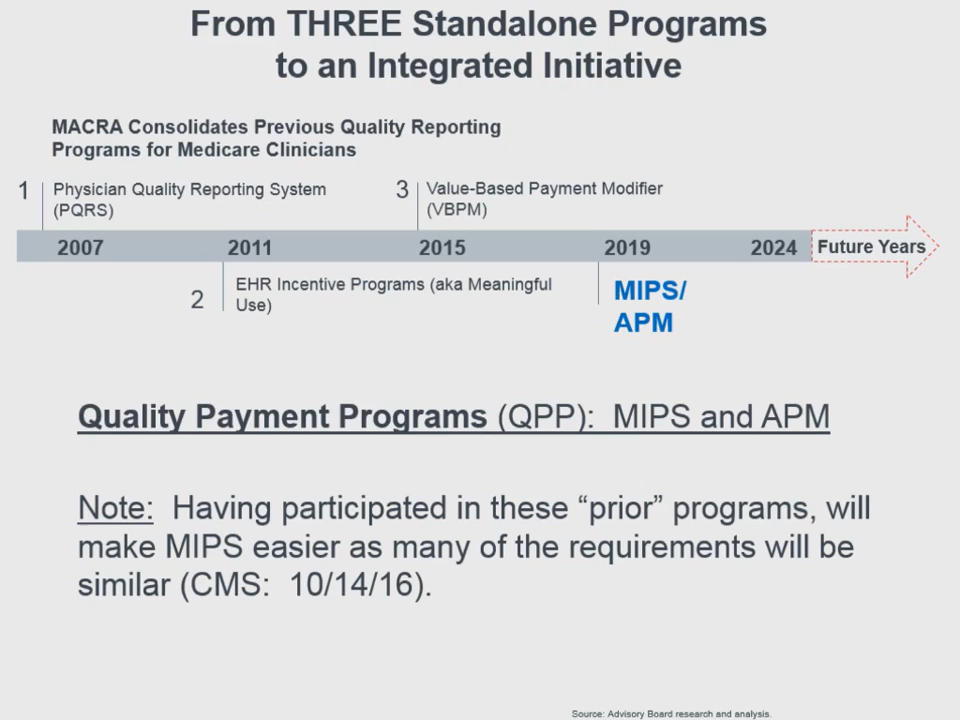 From THREE Standalone Programs
to an Integrated Initiative
MACRA Consolidates Previous Quality Reporting
Programs for Medicare Clinicians
1
Physician Quality Reporting System
(PQRS)
3
Value-Based Payment Modifier
(VBPM)
2007
2011
2015
2019
2024
Future Years
2
EHR Incentive Programs (aka Meaningful
Use)
MIPS/
APM
Quality Payment Programs (QPP): MIPS and APM
Note: Having participated in these “prior” programs, will
make MIPS easier as many of the requirements will be
similar (CMS: 10/14/16).
Source: Advisory Board research and analysis.